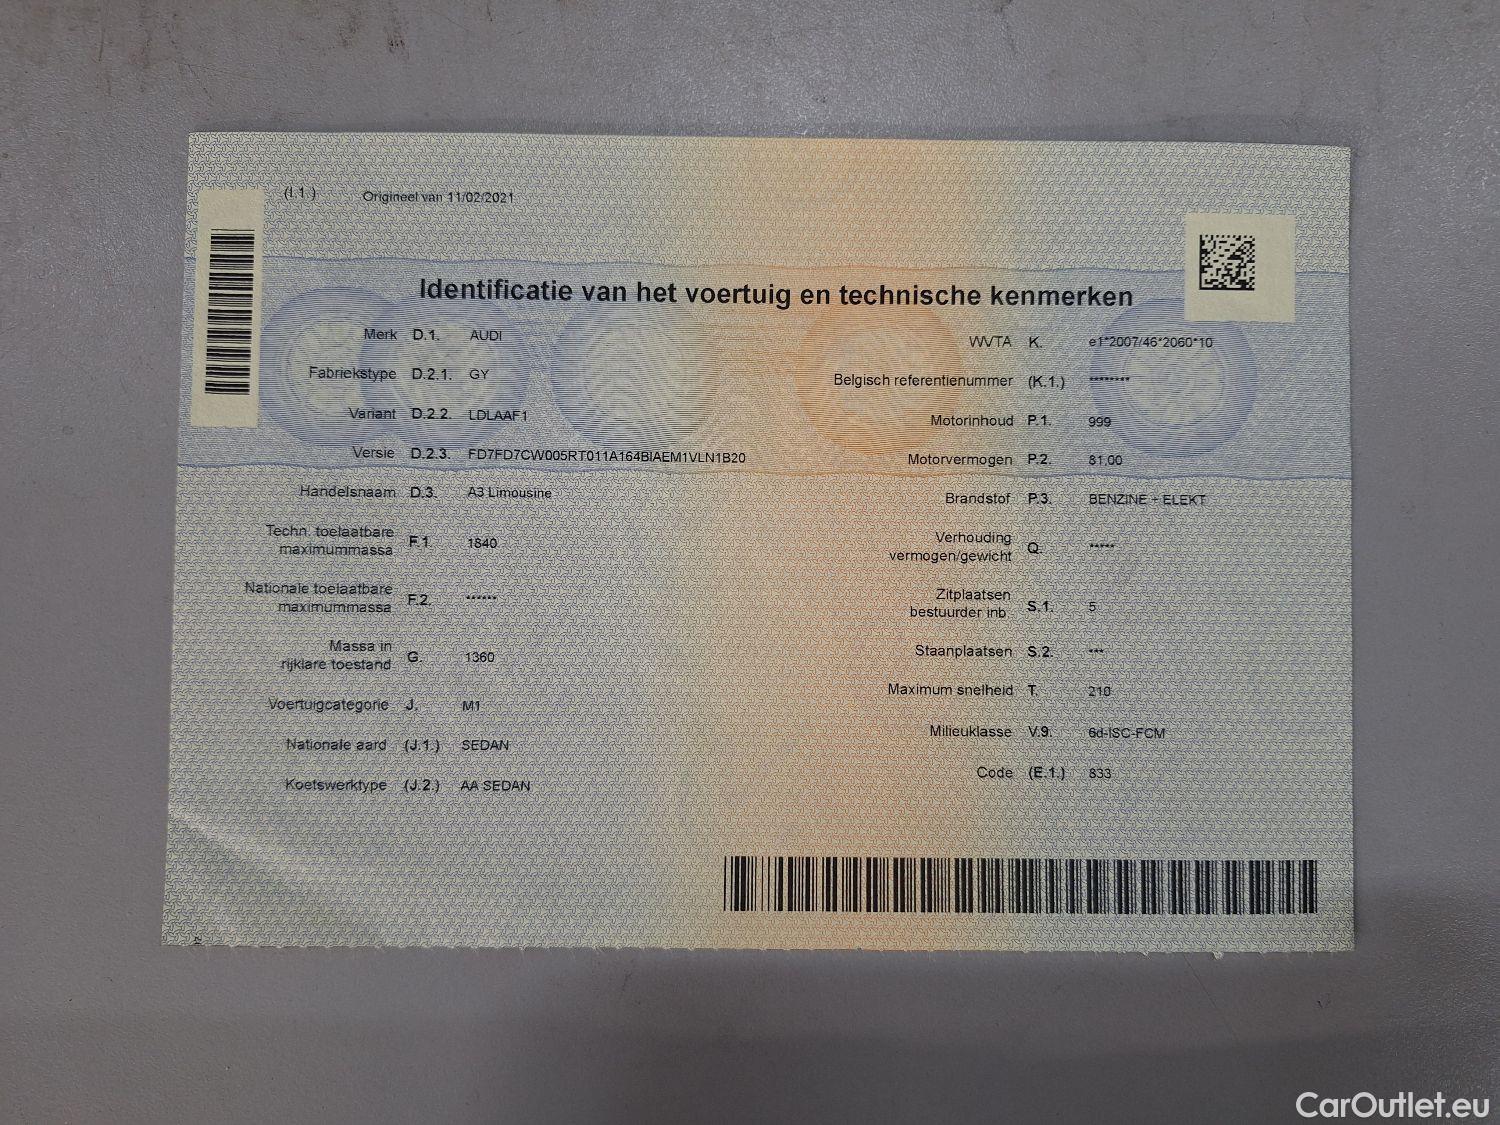 (I.1.) Origineel van 11/02/2021
Identificatie van het voertuig en technische kenmerken
Merk D.1. AUDI
Fabriekstype D.2.1. GY
Variant D.2.2. LDLAAF1
Versie D.2.3. FD7FD7CW005RT011A164BIAEM1VLN1B20
Handelsnaam D.3. A3 Limousine
Techn. toelaatbare
maximummassa F.1. 1840
Nationale toelaatbare
maximummassa F.2. ******
Massa in
rijklare toestand G. 1360
Voertuigcategorie J. M1
Nationale aard (J.1.) SEDAN
Koetswerktype (J.2.) AA SEDAN
WVTA K. e1*2007/46*2060*10
Belgisch referentienummer (K.1.) ********
Motorinhoud P.1. 999
Motorvermogen P.2. 81,00
Brandstof P.3. BENZINE + ELEKT
Verhouding
vermogen/gewicht Q. *****
Zitplaatsen
bestuurder inb. S.1. 5
Staanplaatsen S.2. ***
Maximum snelheid T. 210
Milieuklasse V.9. 6d-ISC-FCM
Code (E.1.) 833
CarOutlet.eu